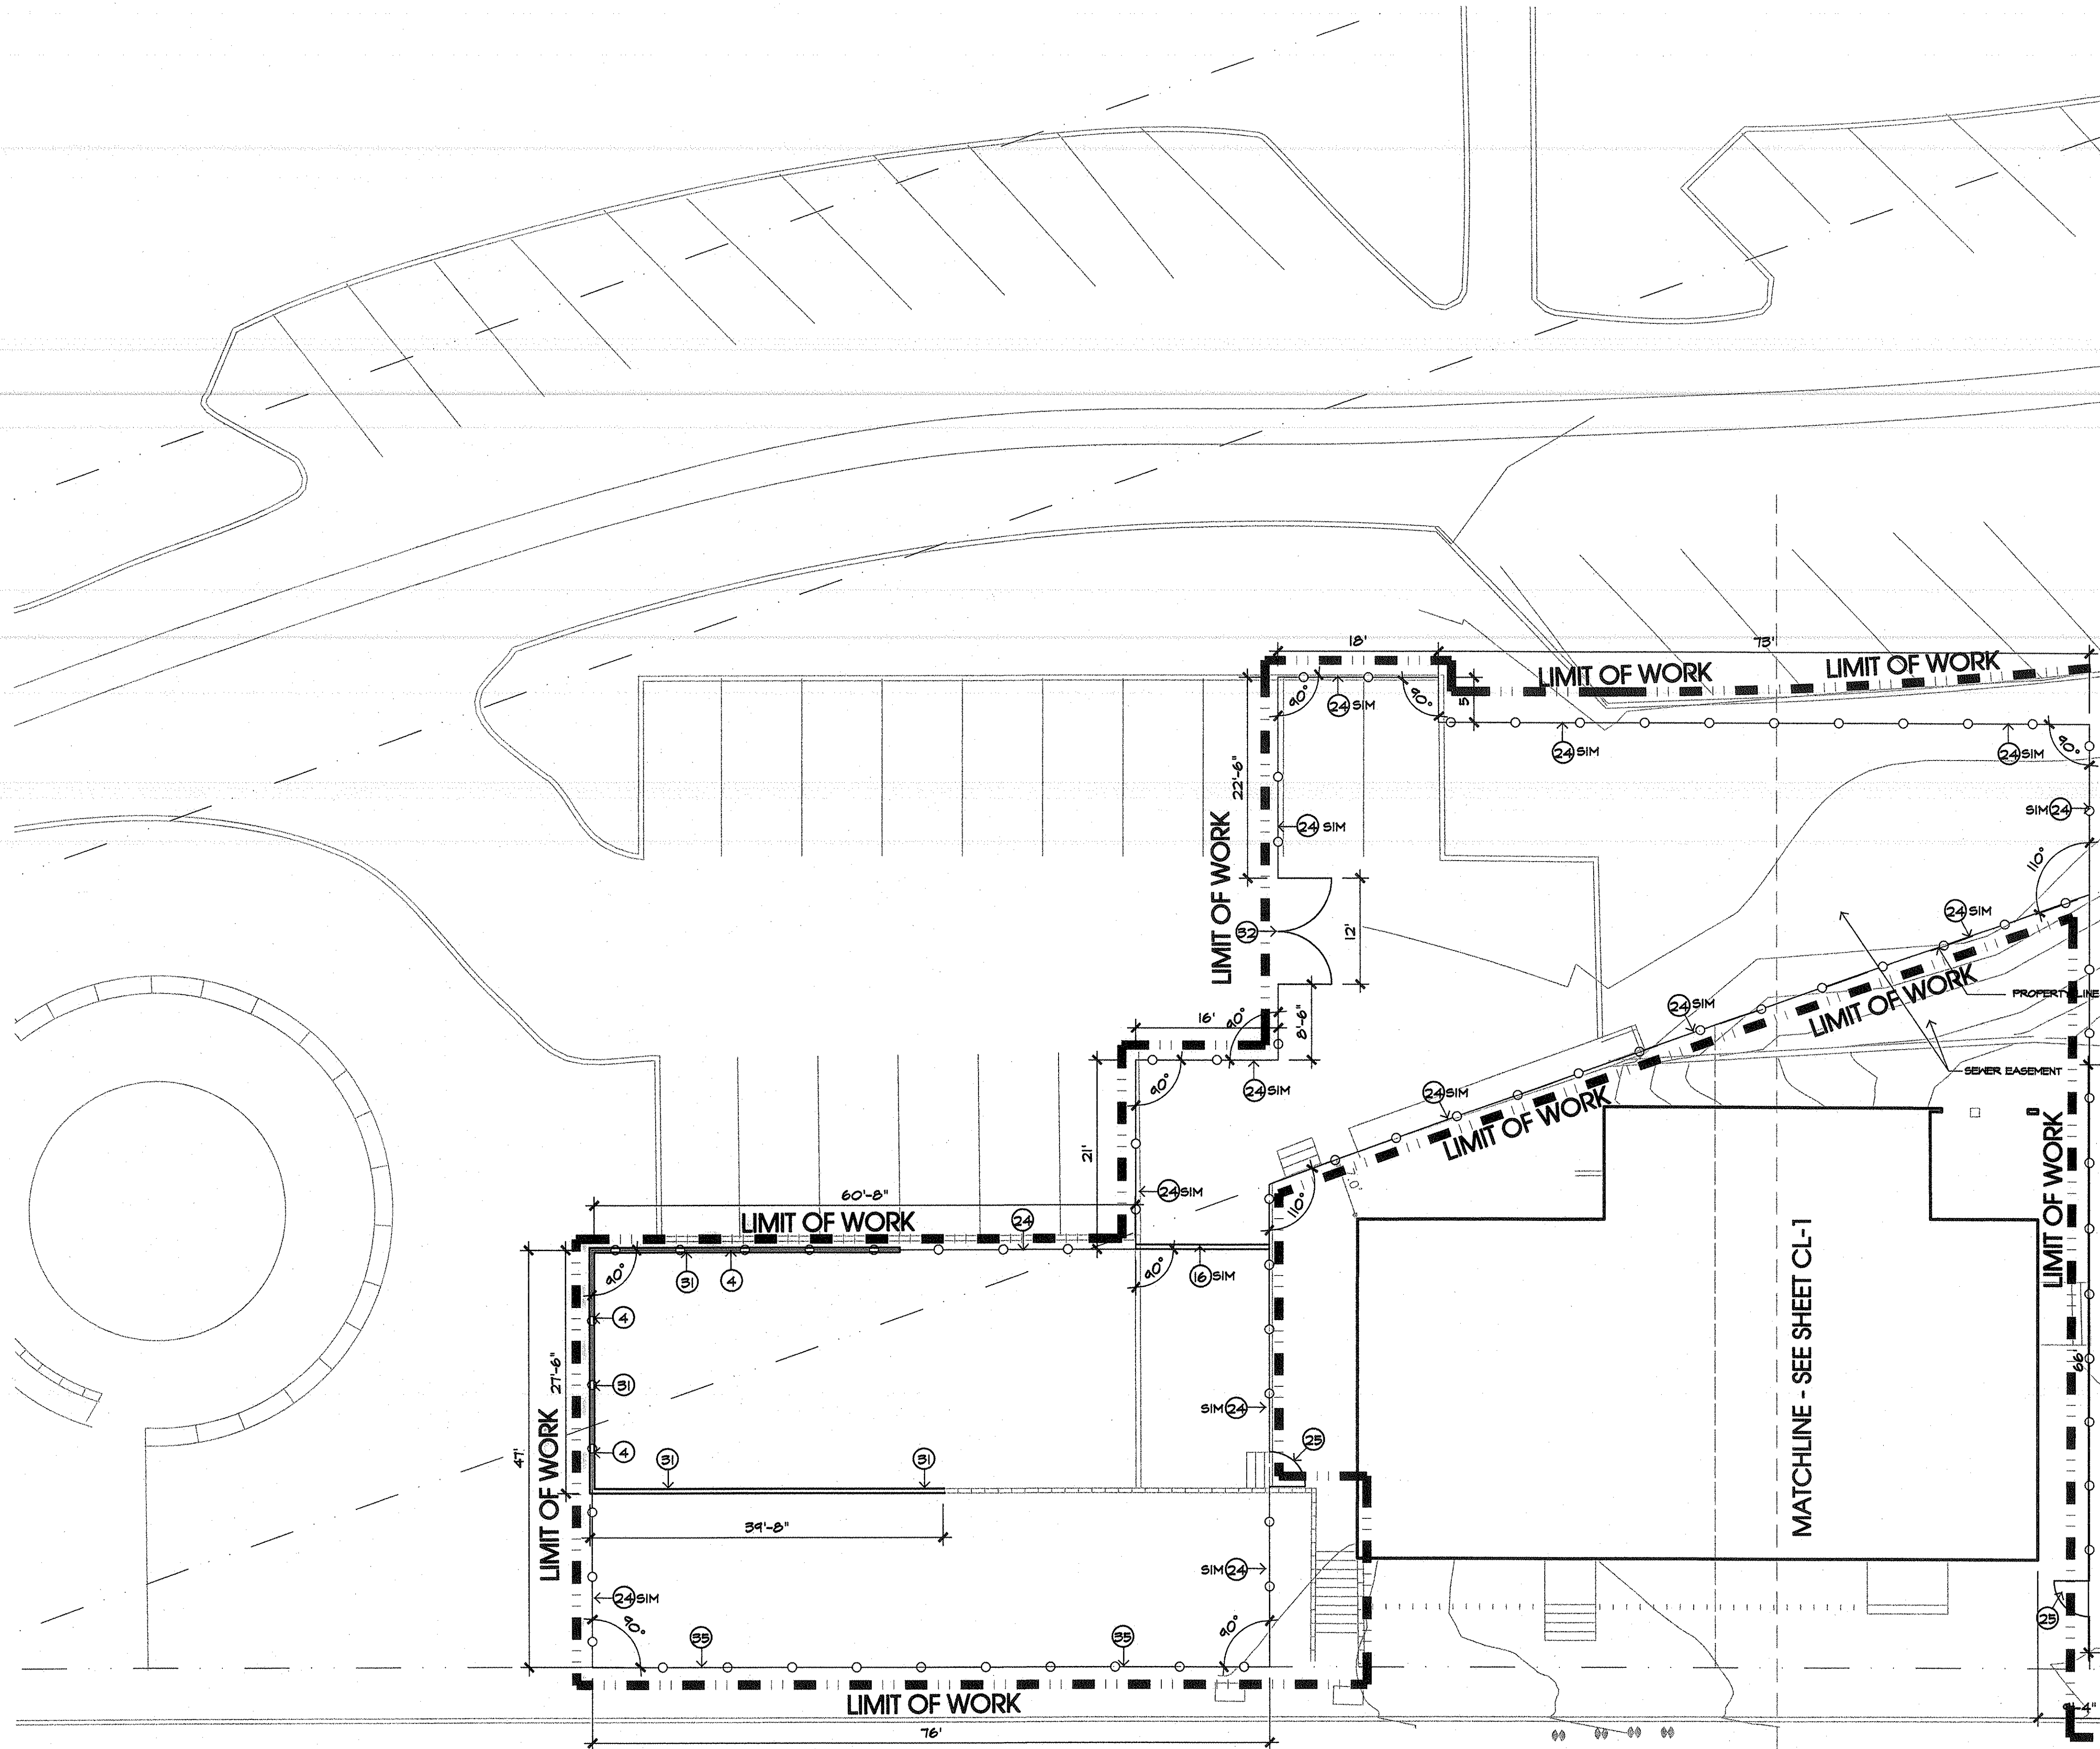 18'
73'
LIMIT OF WORK
LIMIT OF WORK
90°
90°
24 SIM
5'
22'-6"
24 SIM
24 SIM
90°
24 SIM
SIM 24
LIMIT OF WORK
110°
32
12'
24 SIM
PROPERTY LINE
24 SIM
LIMIT OF WORK
16'
90°
8'-6"
90°
24 SIM
SEWER EASEMENT
24 SIM
LIMIT OF WORK
21'
24 SIM
110°
60'-8"
LIMIT OF WORK
24
LIMIT OF WORK
90°
31
4
90°
16 SIM
4
MATCHLINE - SEE SHEET CL-1
66'
27'-6"
31
SIM 24
47'
LIMIT OF WORK
4
31
31
25
39'-8"
24 SIM
SIM 24
90°
35
35
90°
25
LIMIT OF WORK
76'